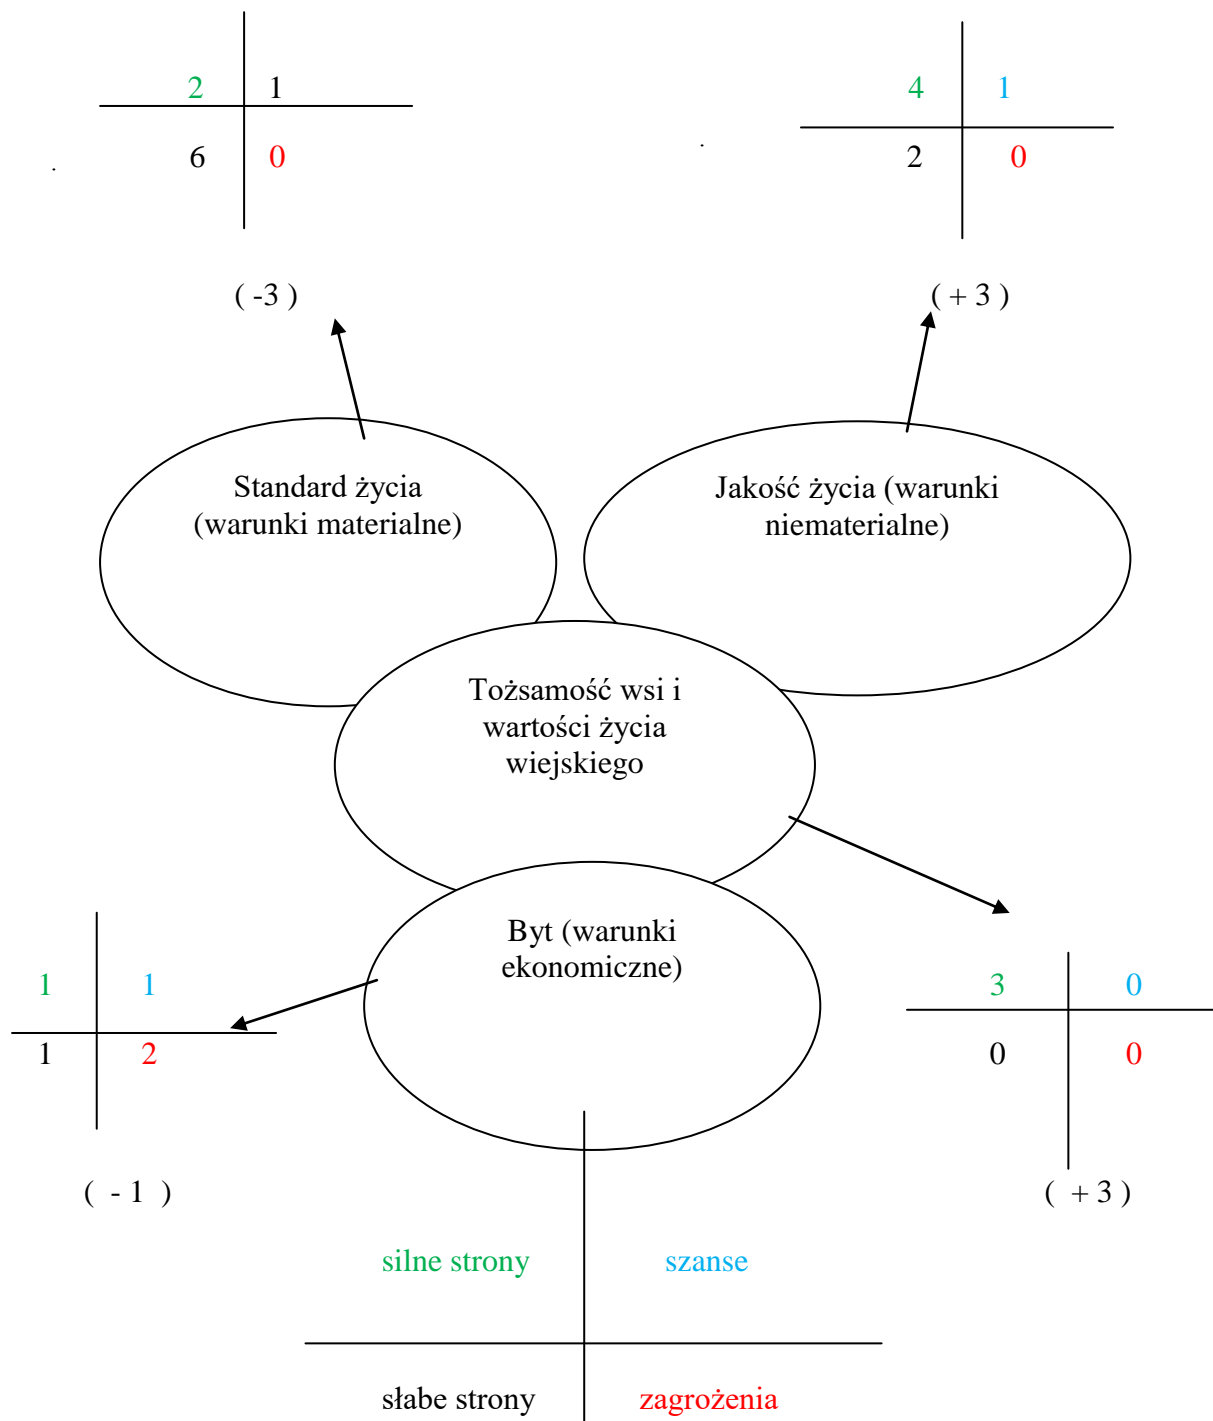 2 1
4 1
6 0
2 0
( -3 )
( + 3 )
Standard życia
(warunki materialne)
Jakość życia (warunki
niematerialne)
Tożsamość wsi i
wartości życia
wiejskiego
Byt (warunki
ekonomiczne)
1 1
3 0
1 2
0 0
( - 1 )
( + 3 )
silne strony szanse
słabe strony zagrożenia